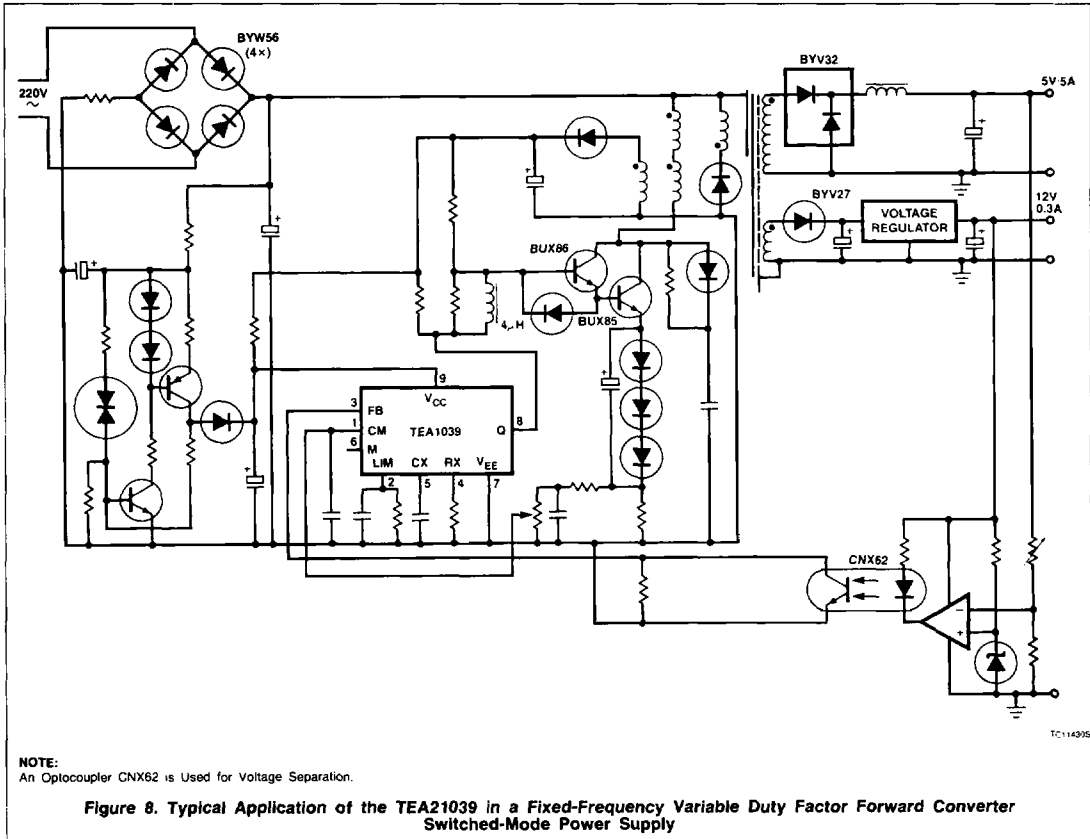 BYW56
(4×)
220V
~
BYV32
5V·5A
BYV27
12V
0.3A
VOLTAGE
REGULATOR
BUX86
BUX85
4μH
9
VCC
3 FB
1 CM
TEA1039
Q 8
6 M
LIM CX RX VEE
2 5 4 7
CNX62
TC11430S
NOTE:
An Optocoupler CNX62 is Used for Voltage Separation.
Figure 8. Typical Application of the TEA21039 in a Fixed-Frequency Variable Duty Factor Forward Converter
Switched-Mode Power Supply